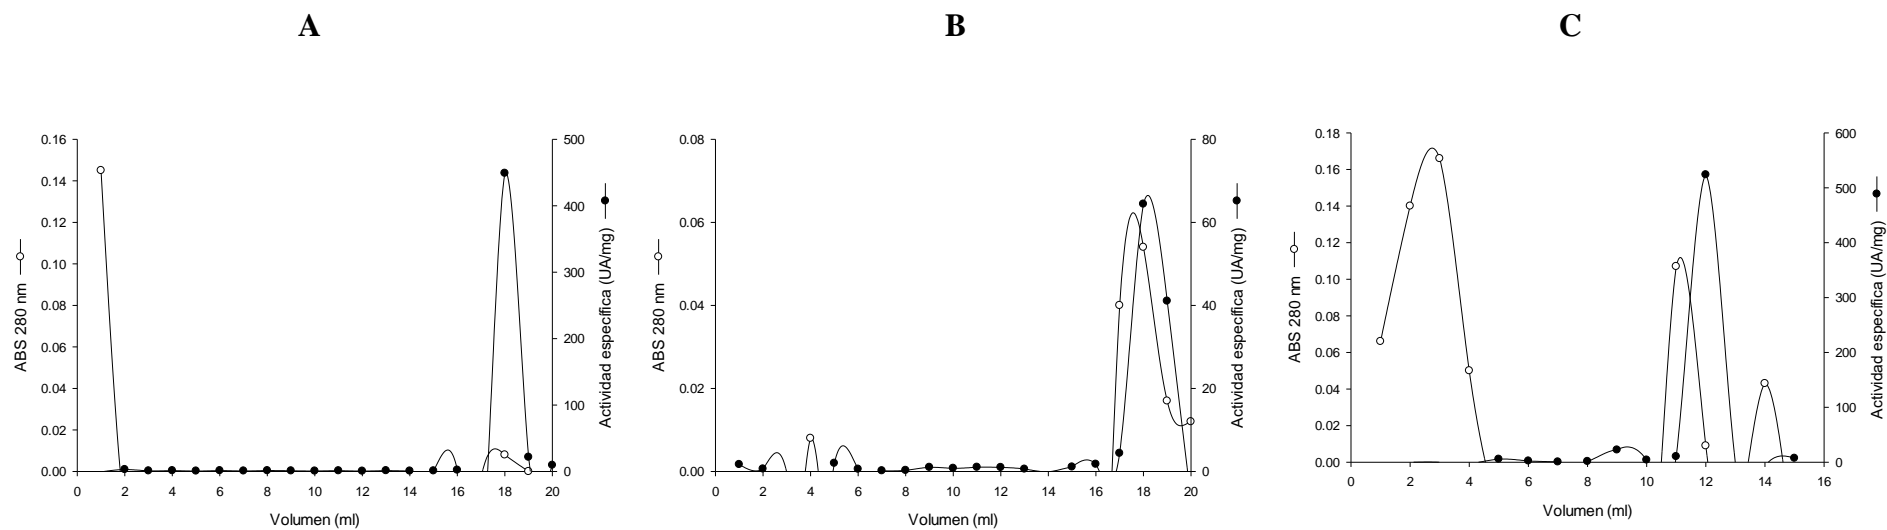 A
B
C
ABS 280 nm
0.16
0.14
0.12
0.10
0.08
0.06
0.04
0.02
0.00
0 2 4 6 8 10 12 14 16 18 20
Volumen (ml)
500
400
300
200
100
0
Actividad específica (UA/mg)
ABS 280 nm
0.08
0.06
0.04
0.02
0.00
0 2 4 6 8 10 12 14 16 18 20
Volumen (ml)
80
60
40
20
0
Actividad específica (UA/mg)
ABS 280 nm
0.18
0.16
0.14
0.12
0.10
0.08
0.06
0.04
0.02
0.00
0 2 4 6 8 10 12 14 16
Volumen (ml)
600
500
400
300
200
100
0
Actividad específica (UA/mg)